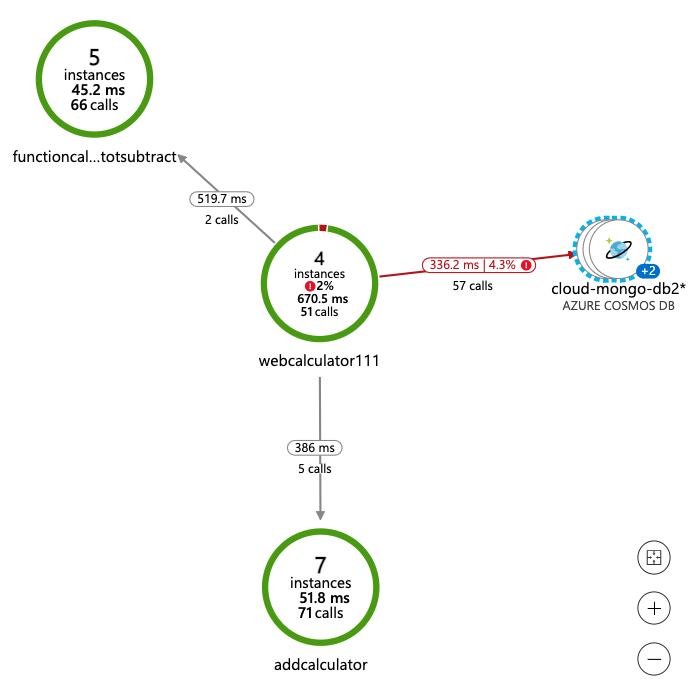 5
instances
45.2 ms
66 calls
functioncal...totsubtract
519.7 ms
2 calls
4
instances
! 2%
670.5 ms
51 calls
webcalculator111
336.2 ms | 4.3% !
57 calls
+2
cloud-mongo-db2*
AZURE COSMOS DB
386 ms
5 calls
7
instances
51.8 ms
71 calls
addcalculator